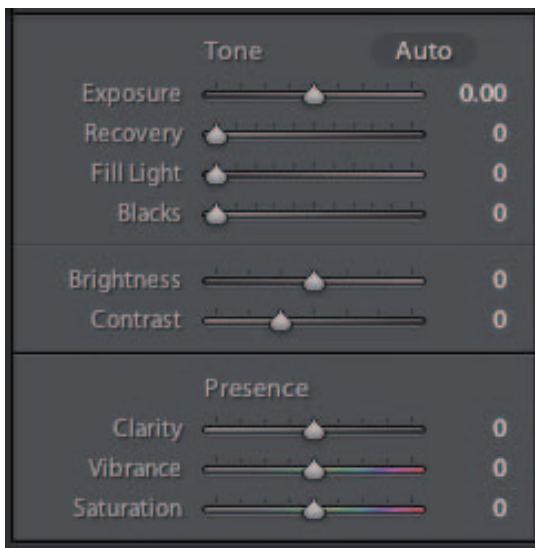 Tone Auto
Exposure 0.00
Recovery 0
Fill Light 0
Blacks 0
Brightness 0
Contrast 0
Presence
Clarity 0
Vibrance 0
Saturation 0